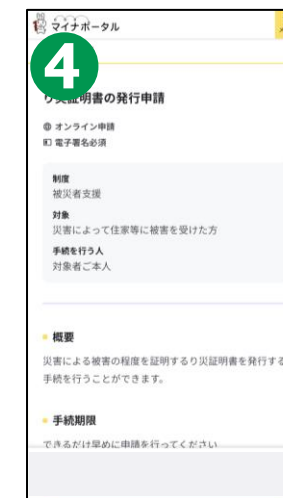 マイナポータル
4
り災証明書の発行申請
オンライン申請
電子署名必須
制度
被災者支援
対象
災害によって住家等に被害を受けた方
手続を行う人
対象者ご本人
概要
災害による被害の程度を証明するり災証明書を発行する
手続を行うことができます。
手続期限
できるだけ早めに申請を行ってください